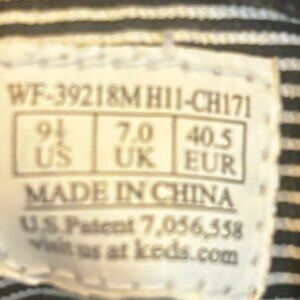 WF-39218M H11-CH171
9½ 7.0 40.5
US UK EUR
MADE IN CHINA
U.S. Patent 7,056,558
visit us at keds.com